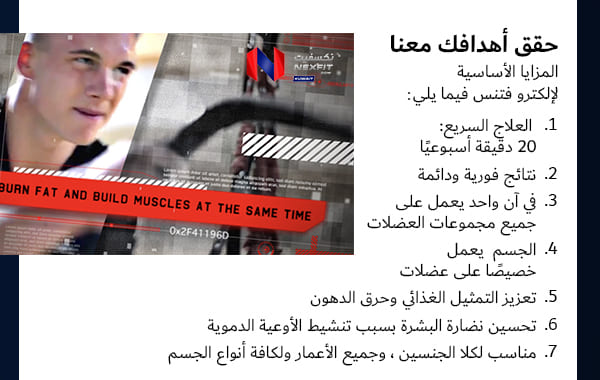 حقق أهدافك معنا
المزايا الأساسية
لإلكترو فتنس فيما يلي:
1. العلاج السريع:
20 دقيقة أسبوعيًا
2. نتائج فورية ودائمة
3. في آن واحد يعمل على
جميع مجموعات العضلات
4. الجسم يعمل
خصيصًا على عضلات
5. تعزيز التمثيل الغذائي وحرق الدهون
6. تحسين نضارة البشرة بسبب تنشيط الأوعية الدموية
7. مناسب لكلا الجنسين ، وجميع الأعمار ولكافة أنواع الجسم
نكسفيت
NEXFIT
.COM
KUWAIT
BURN FAT AND BUILD MUSCLES AT THE SAME TIME
0x2F41196D